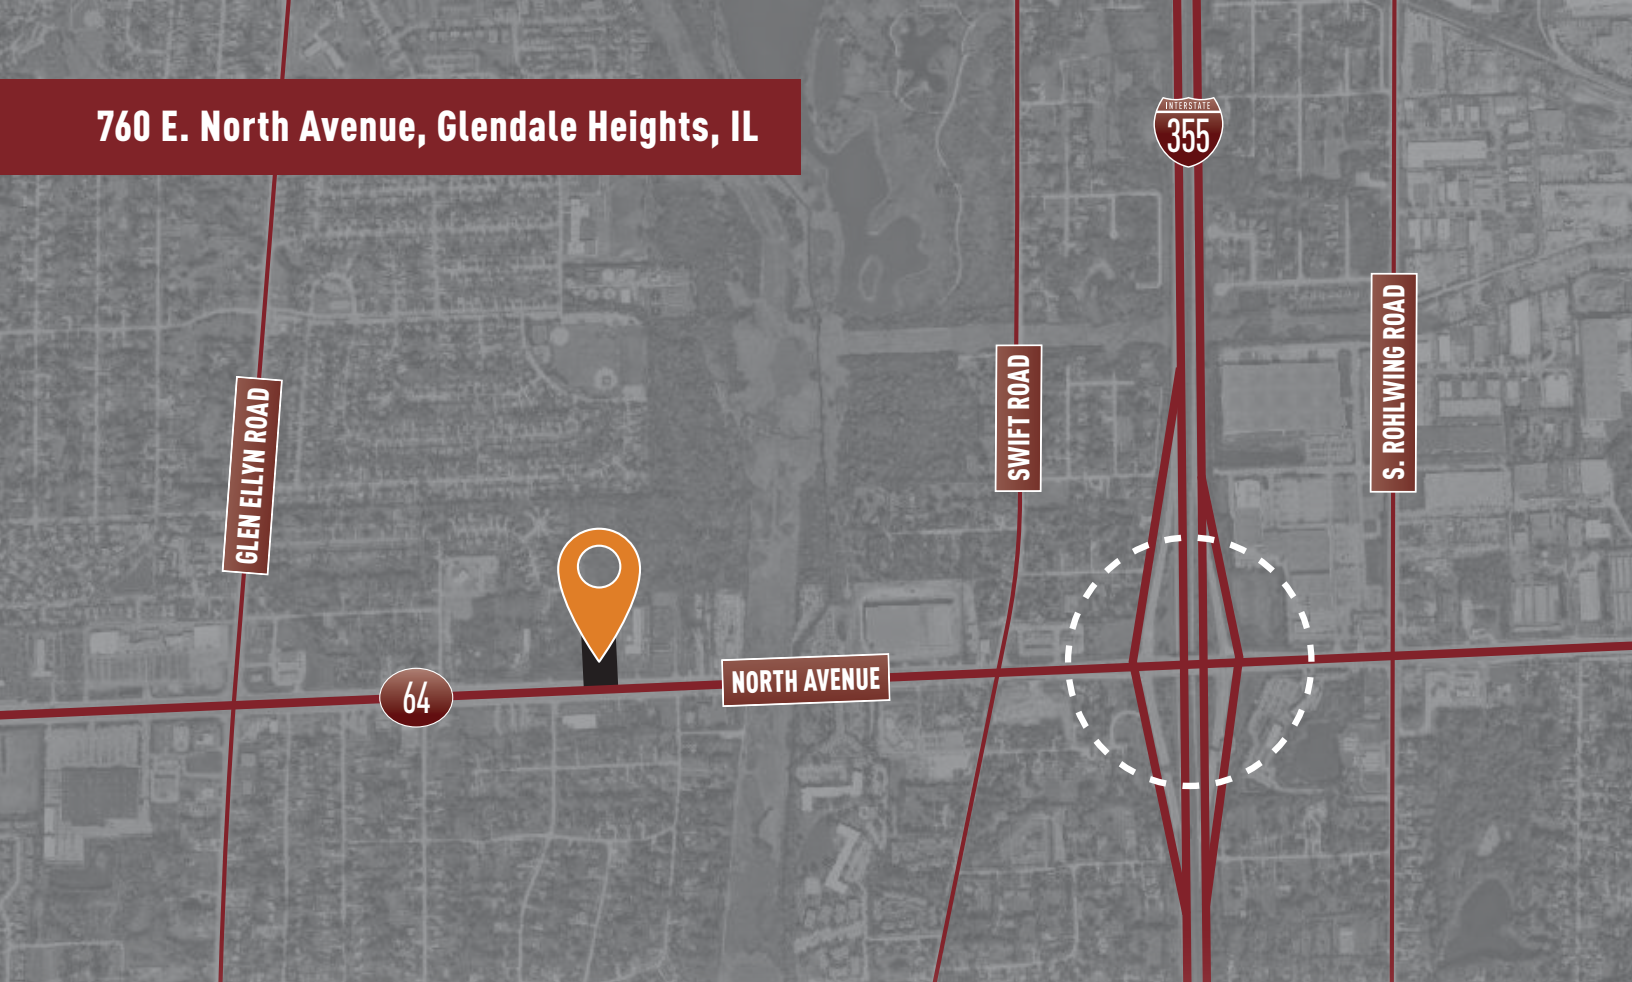 760 E. North Avenue, Glendale Heights, IL
INTERSTATE
355
S. ROHLWING ROAD
SWIFT ROAD
GLEN ELLYN ROAD
NORTH AVENUE
64